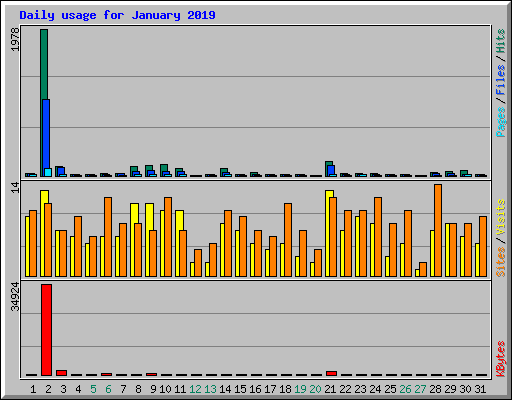 Daily usage for January 2019
1978
Pages / Files / Hits
14
Sites / Visits
34924
KBytes
1 2 3 4 5 6 7 8 9 10 11 12 13 14 15 16 17 18 19 20 21 22 23 24 25 26 27 28 29 30 31